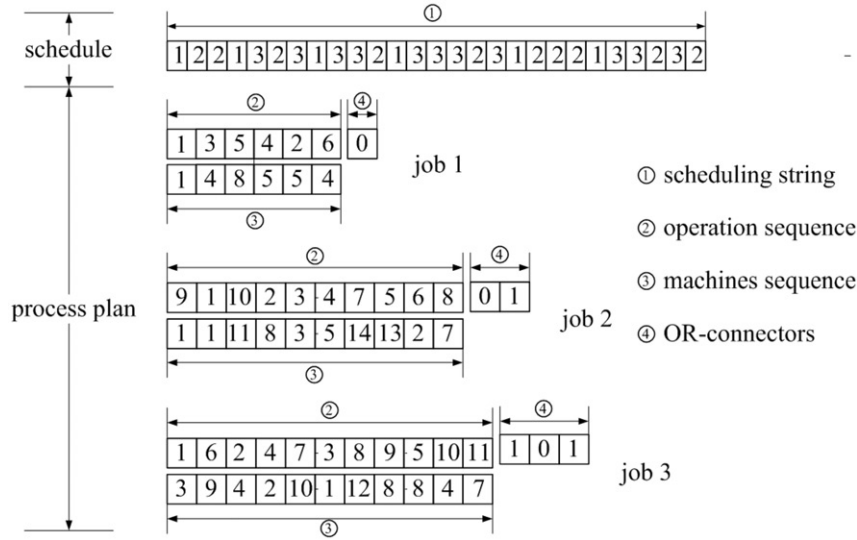 ①
schedule
1 2 2 1 3 2 3 1 3 3 2 1 3 3 3 2 3 1 2 2 2 1 3 3 2 3 2
② ④
1 3 5 4 2 6 0
job 1
1 4 8 5 5 4
③
① scheduling string
② operation sequence
② ④
9 1 10 2 3 4 7 5 6 8 0 1
③ machines sequence
process plan
job 2
1 1 11 8 3 5 14 13 2 7
④ OR-connectors
③
② ④
1 6 2 4 7 3 8 9 5 10 11 1 0 1
job 3
3 9 4 2 10 1 12 8 8 4 7
③